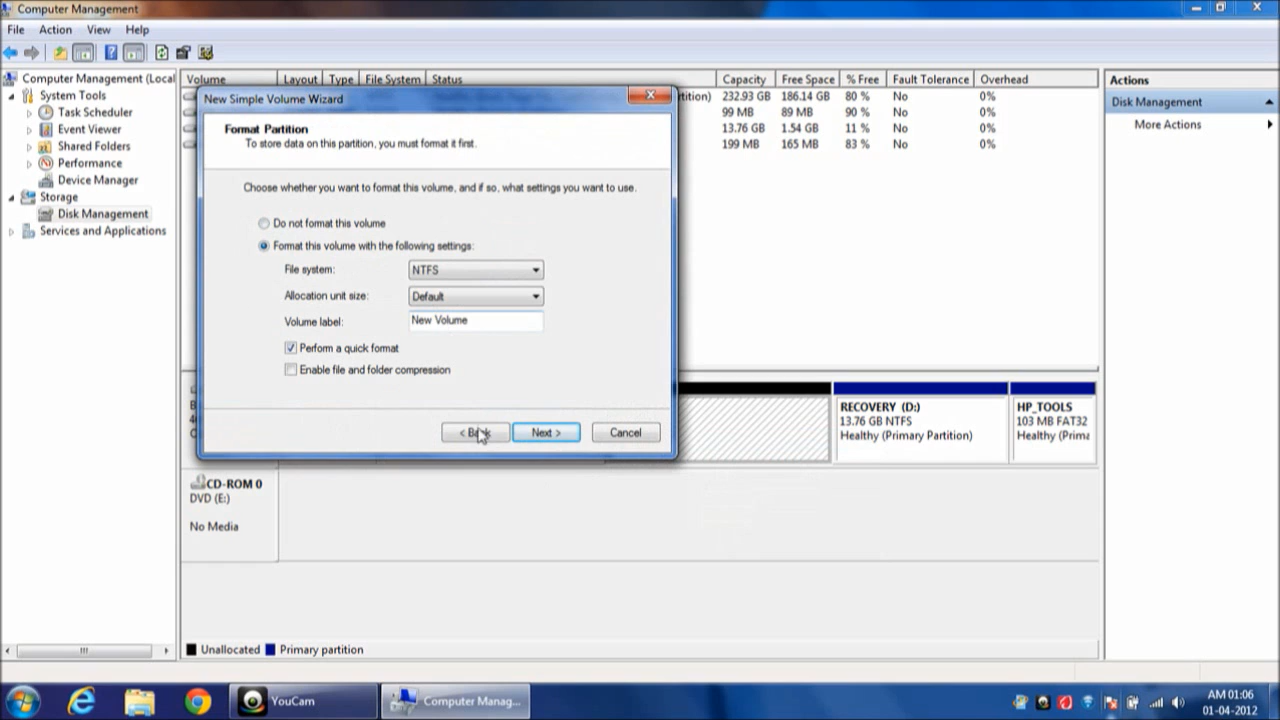 Computer Management
File Action View Help
Computer Management (Local
System Tools
Task Scheduler
Event Viewer
Shared Folders
Performance
Device Manager
Storage
Disk Management
Services and Applications
Volume Layout Type File System Status Capacity Free Space % Free Fault Tolerance Overhead
rtition) 232.93 GB 186.14 GB 80 % No 0%
99 MB 89 MB 90 % No 0%
13.76 GB 1.54 GB 11 % No 0%
199 MB 165 MB 83 % No 0%
Actions
Disk Management
More Actions
New Simple Volume Wizard
Format Partition
To store data on this partition, you must format it first.
Choose whether you want to format this volume, and if so, what settings you want to use.
Do not format this volume
Format this volume with the following settings:
File system: NTFS
Allocation unit size: Default
Volume label: New Volume
Perform a quick format
Enable file and folder compression
< Back Next > Cancel
RECOVERY (D:)
13.76 GB NTFS
Healthy (Primary Partition)
HP_TOOLS
103 MB FAT32
Healthy (Prima
CD-ROM 0
DVD (E:)
No Media
Unallocated Primary partition
YouCam
Computer Manag...
AM 01:06
01-04-2012